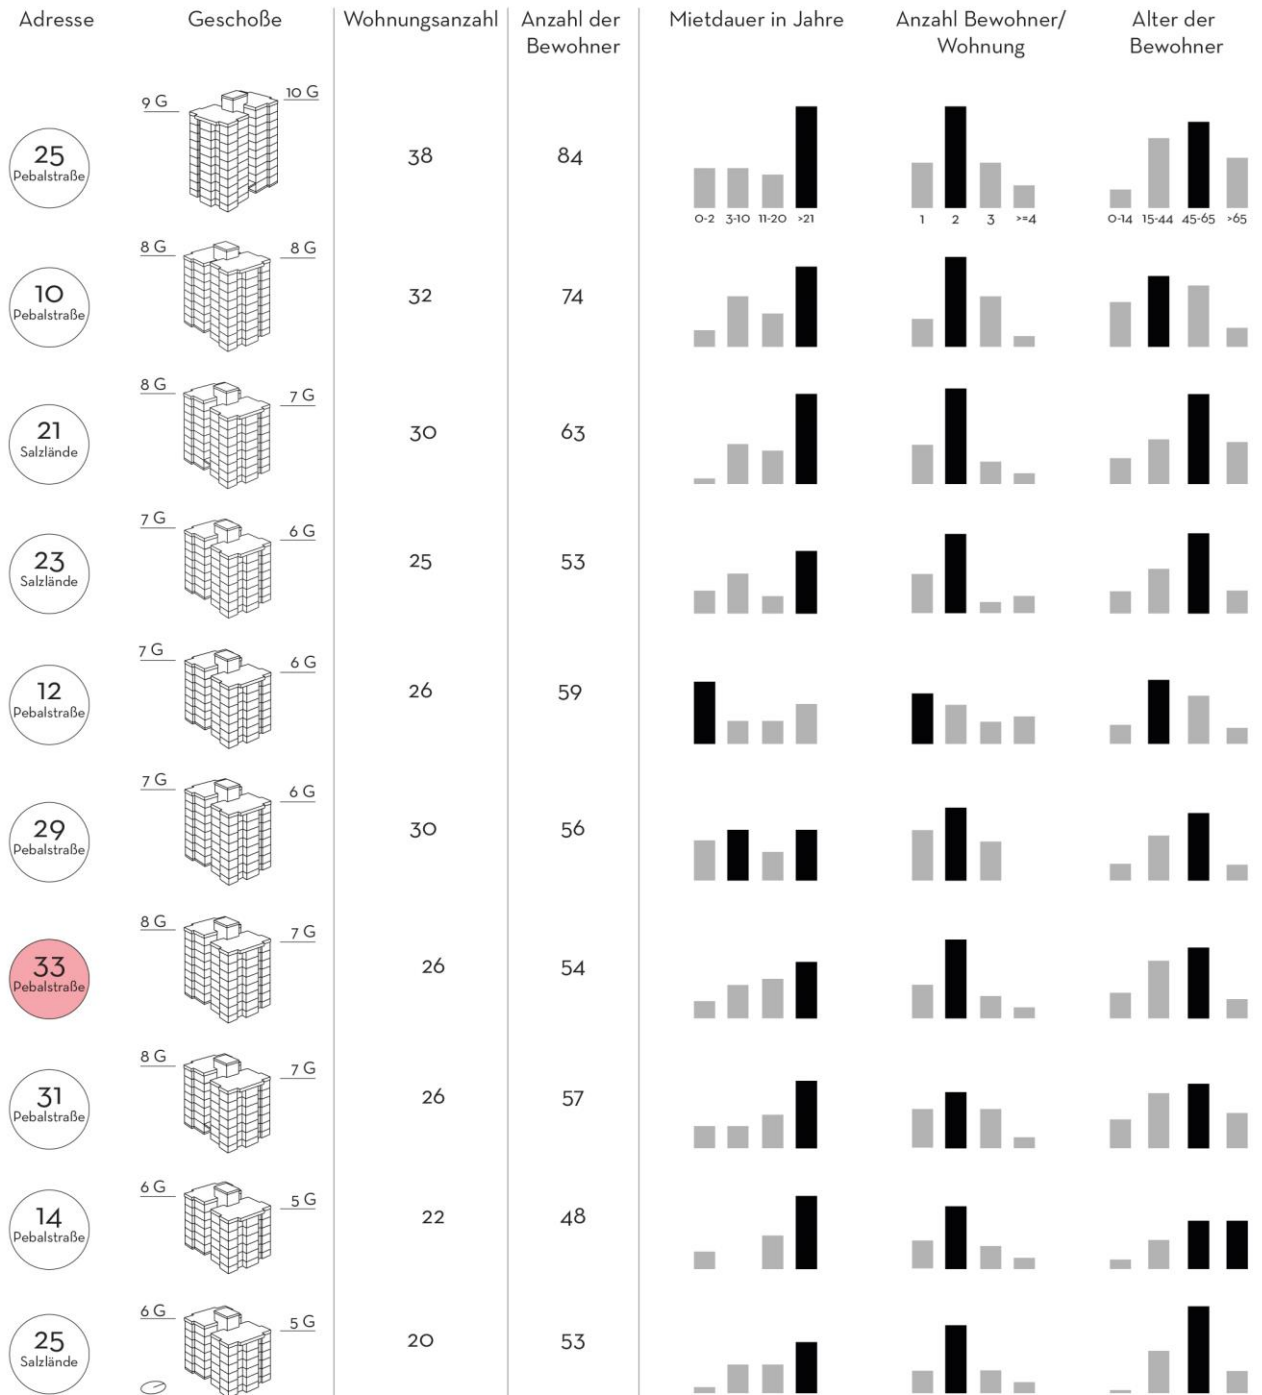 Adresse Geschoße Wohnungsanzahl Anzahl der Mietdauer in Jahre Anzahl Bewohner/ Alter der
Bewohner Wohnung Bewohner
9 G 10 G
25 38 84
Pebalstraße
0-2 3-10 11-20 >21 1 2 3 >=4 0-14 15-44 45-65 >65
8 G 8 G
10 32 74
Pebalstraße
8 G 7 G
21 30 63
Salzlände
7 G 6 G
23 25 53
Salzlände
7 G 6 G
12 26 59
Pebalstraße
7 G 6 G
29 30 56
Pebalstraße
8 G 7 G
33 26 54
Pebalstraße
8 G 7 G
31 26 57
Pebalstraße
6 G 5 G
14 22 48
Pebalstraße
6 G 5 G
25 20 53
Salzlände